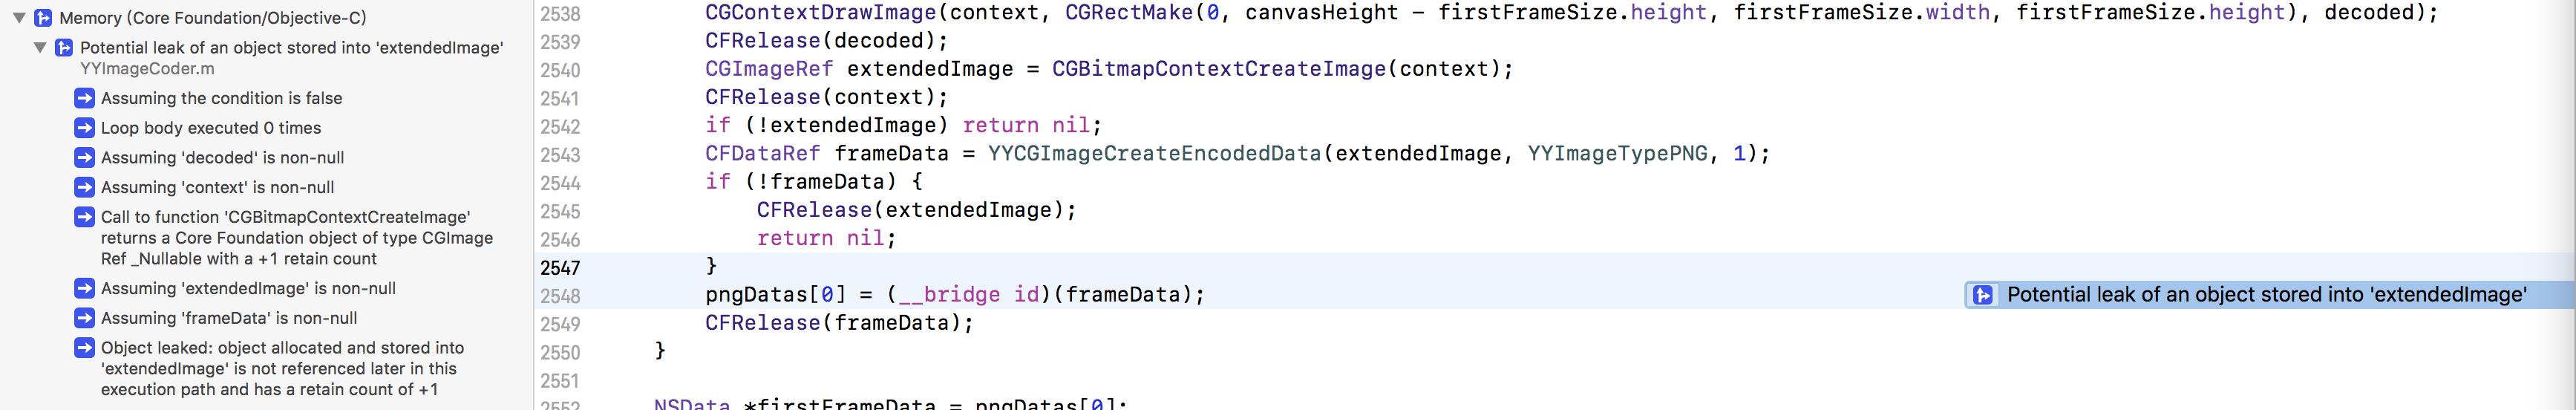 Memory (Core Foundation/Objective-C)
Potential leak of an object stored into 'extendedImage'
YYImageCoder.m
Assuming the condition is false
Loop body executed 0 times
Assuming 'decoded' is non-null
Assuming 'context' is non-null
Call to function 'CGBitmapContextCreateImage'
returns a Core Foundation object of type CGImage
Ref _Nullable with a +1 retain count
Assuming 'extendedImage' is non-null
Assuming 'frameData' is non-null
Object leaked: object allocated and stored into
'extendedImage' is not referenced later in this
execution path and has a retain count of +1
2538 CGContextDrawImage(context, CGRectMake(0, canvasHeight - firstFrameSize.height, firstFrameSize.width, firstFrameSize.height), decoded);
2539 CFRelease(decoded);
2540 CGImageRef extendedImage = CGBitmapContextCreateImage(context);
2541 CFRelease(context);
2542 if (!extendedImage) return nil;
2543 CFDataRef frameData = YYCGImageCreateEncodedData(extendedImage, YYImageTypePNG, 1);
2544 if (!frameData) {
2545 CFRelease(extendedImage);
2546 return nil;
2547 }
2548 pngDatas[0] = (__bridge id)(frameData); Potential leak of an object stored into 'extendedImage'
2549 CFRelease(frameData);
2550 }
2551
2552 NSData *firstFrameData = pngDatas[0];